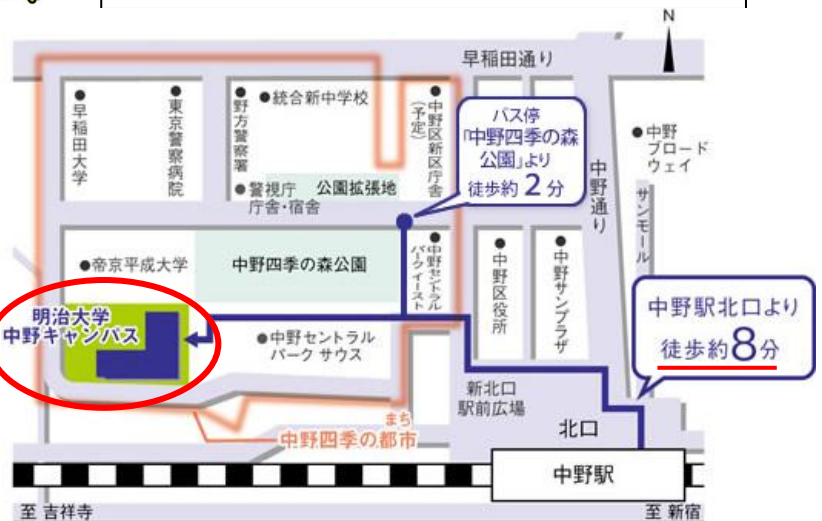 N
早稲田通り
●早稲田大学
●東京警察病院
●野方警察署
●統合新中学校
●中野区新区庁舎
(予定)
バス停
「中野四季の森
公園」より
徒歩約2分
中野通り
●中野
ブロード
ウェイ
サンモール
●警視庁
庁舎・宿舎
公園拡張地
●帝京平成大学
中野四季の森公園
●中野セントラル
パークイースト
●中野区役所
●中野サンプラザ
明治大学
中野キャンパス
●中野セントラル
パーク サウス
中野駅北口より
徒歩約8分
新北口
駅前広場
北口
まち
中野四季の都市
中野駅
至 吉祥寺
至 新宿